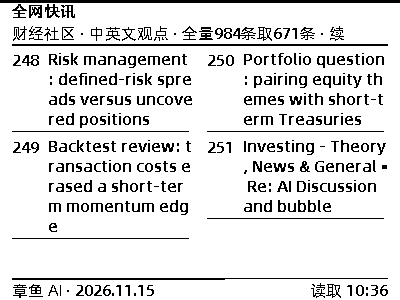 全网快讯
财经社区 · 中英文观点 · 全量984条取671条 · 续
248 Risk management
: defined-risk spre
ads versus uncove
red positions
249 Backtest review: t
ransaction costs e
rased a short-ter
m momentum edg
e
250 Portfolio question
: pairing equity th
emes with short-t
erm Treasuries
251 Investing - Theory
, News & General •
Re: AI Discussion
and bubble
章鱼 AI · 2026.11.15
读取 10:36